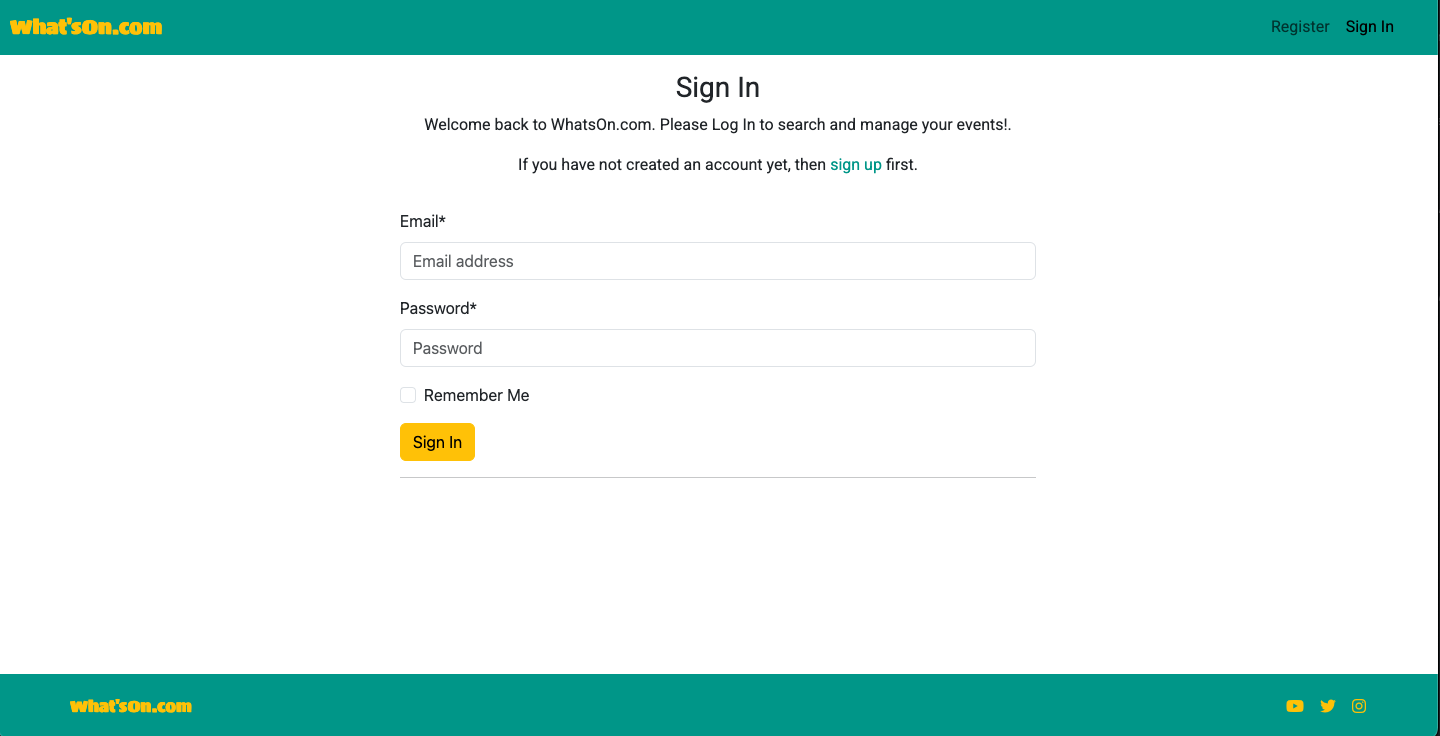 What'sOn.com
Register Sign In
Sign In
Welcome back to WhatsOn.com. Please Log In to search and manage your events!.
If you have not created an account yet, then sign up first.
Email*
Email address
Password*
Password
Remember Me
Sign In
What'sOn.com